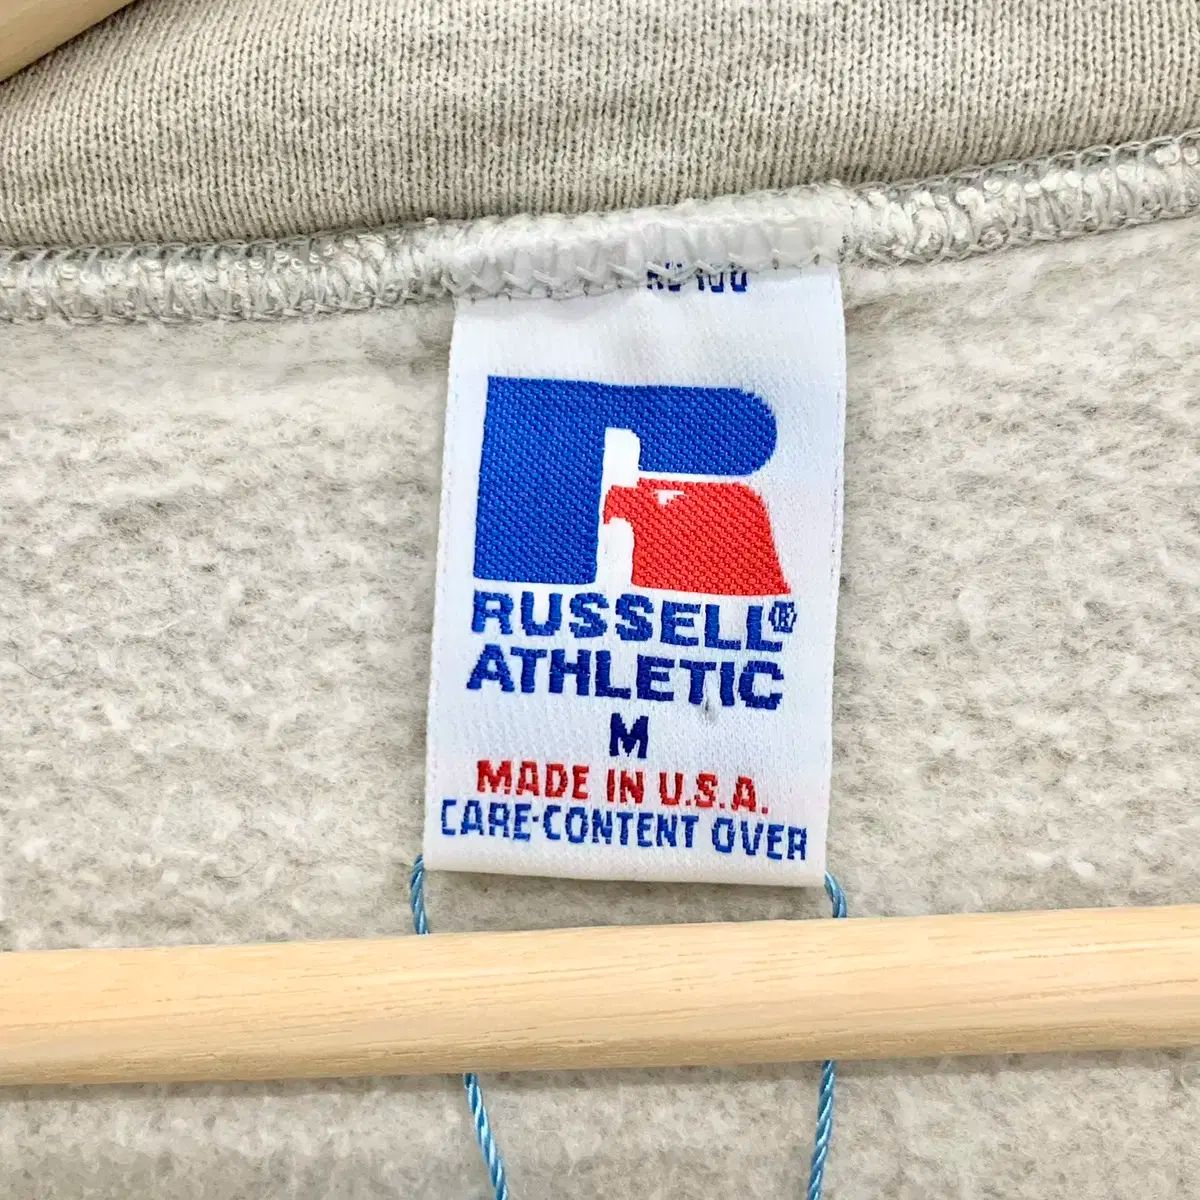 RUSSELL®
ATHLETIC
M
MADE IN U.S.A.
CARE-CONTENT OVER